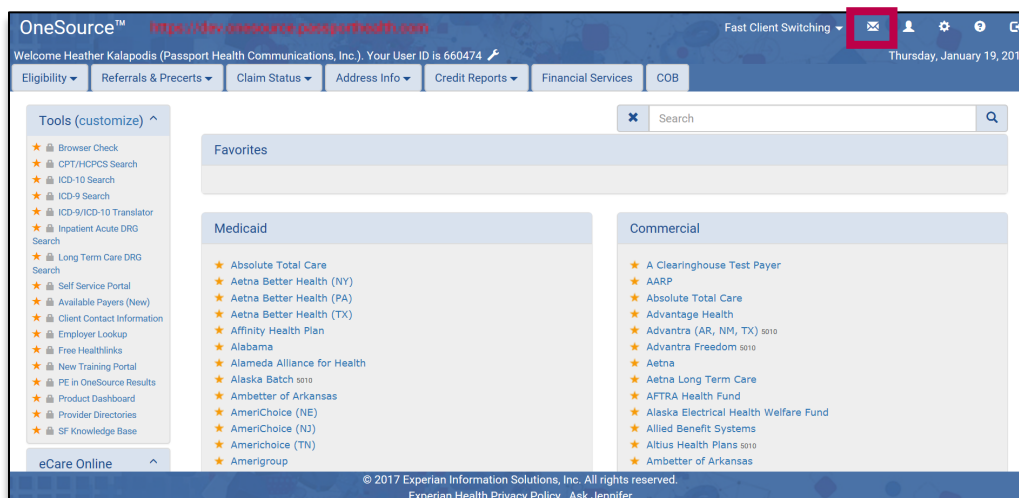 OneSource™ https://dev.onesource.passporthealth.com Fast Client Switching
Welcome Heather Kalapodis (Passport Health Communications, Inc.). Your User ID is 660474 Thursday, January 19, 201
Eligibility Referrals & Precerts Claim Status Address Info Credit Reports Financial Services COB
Tools (customize)
Browser Check
CPT/HCPCS Search
ICD-10 Search
ICD-9 Search
ICD-9/ICD-10 Translator
Inpatient Acute DRG
Search
Long Term Care DRG
Search
Self Service Portal
Available Payers (New)
Client Contact Information
Employer Lookup
Free Healthlinks
New Training Portal
PE in OneSource Results
Product Dashboard
Provider Directories
SF Knowledge Base
eCare Online
Search
Favorites
Medicaid
Absolute Total Care
Aetna Better Health (NY)
Aetna Better Health (PA)
Aetna Better Health (TX)
Affinity Health Plan
Alabama
Alameda Alliance for Health
Alaska Batch 5010
Ambetter of Arkansas
AmeriChoice (NE)
AmeriChoice (NJ)
Americhoice (TN)
Amerigroup
Commercial
A Clearinghouse Test Payer
AARP
Absolute Total Care
Advantage Health
Advantra (AR, NM, TX) 5010
Advantra Freedom 5010
Aetna
Aetna Long Term Care
AFTRA Health Fund
Alaska Electrical Health Welfare Fund
Allied Benefit Systems
Altius Health Plans 5010
Ambetter of Arkansas
© 2017 Experian Information Solutions, Inc. All rights reserved.
Experian Health Privacy Policy Ask Jennifer